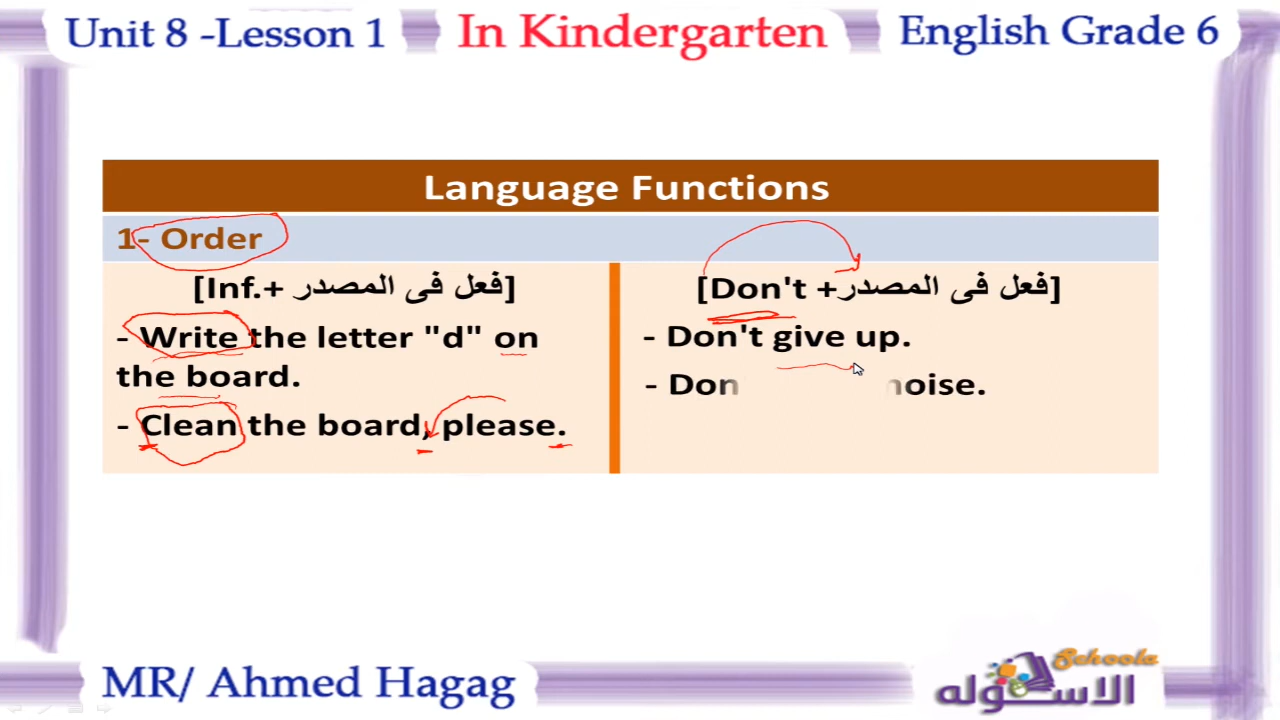 Unit 8 -Lesson 1
In Kindergarten
English Grade 6
Language Functions
1- Order
[Inf.+ فعل فى المصدر]
- Write the letter "d" on
the board.
- Clean the board, please.
[Don't +فعل فى المصدر]
- Don't give up.
- Don noise.
MR/ Ahmed Hagag
Schoola
الاسكوله